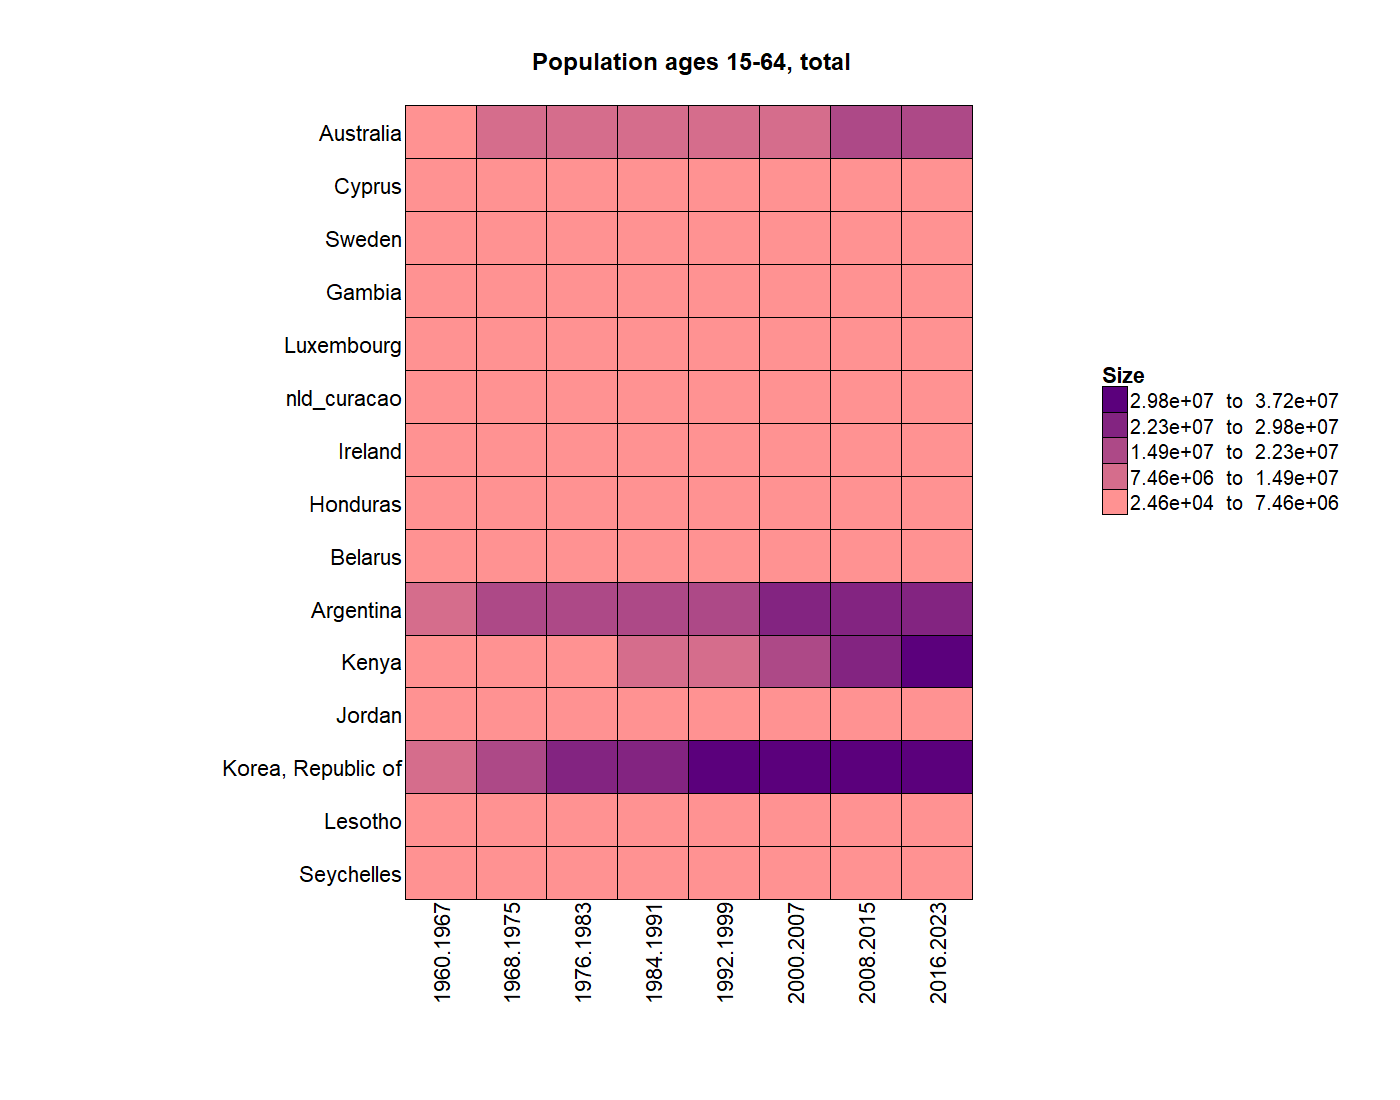 Population ages 15-64, total
Australia
Cyprus
Sweden
Gambia
Luxembourg
nld_curacao
Ireland
Honduras
Belarus
Argentina
Kenya
Jordan
Korea, Republic of
Lesotho
Seychelles
1960.1967
1968.1975
1976.1983
1984.1991
1992.1999
2000.2007
2008.2015
2016.2023
Size
2.98e+07 to 3.72e+07
2.23e+07 to 2.98e+07
1.49e+07 to 2.23e+07
7.46e+06 to 1.49e+07
2.46e+04 to 7.46e+06